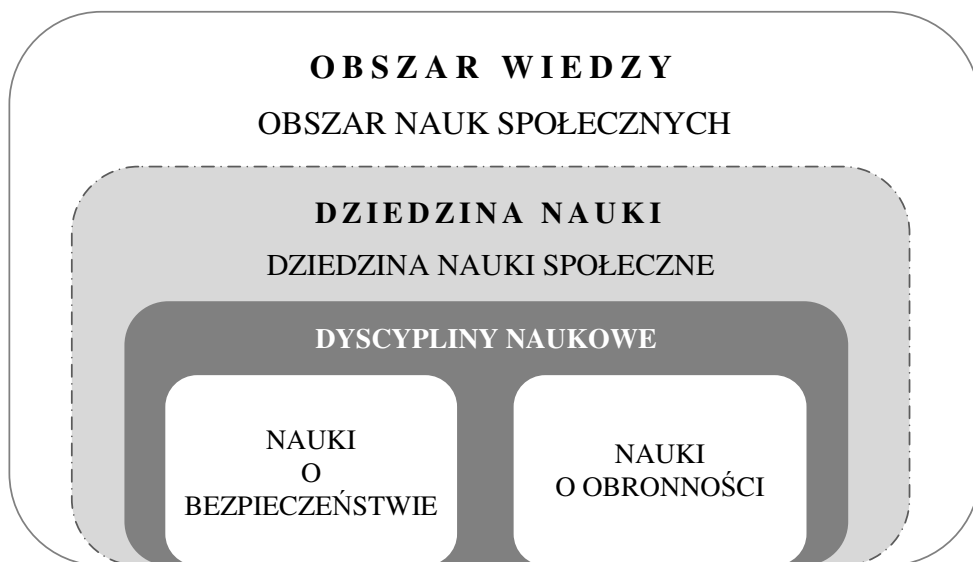 OBSZAR WIEDZY
OBSZAR NAUK SPOŁECZNYCH
DZIEDZINA NAUKI
DZIEDZINA NAUKI SPOŁECZNE
DYSCYPLINY NAUKOWE
NAUKI
O
BEZPIECZEŃSTWIE
NAUKI
O OBRONNOŚCI